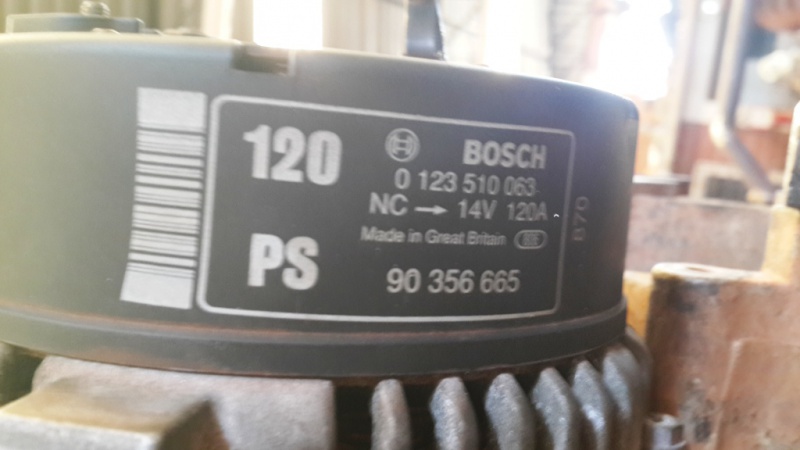 120
PS
BOSCH
0 123 510 063
NC → 14V 120A
Made in Great Britain
90 356 665